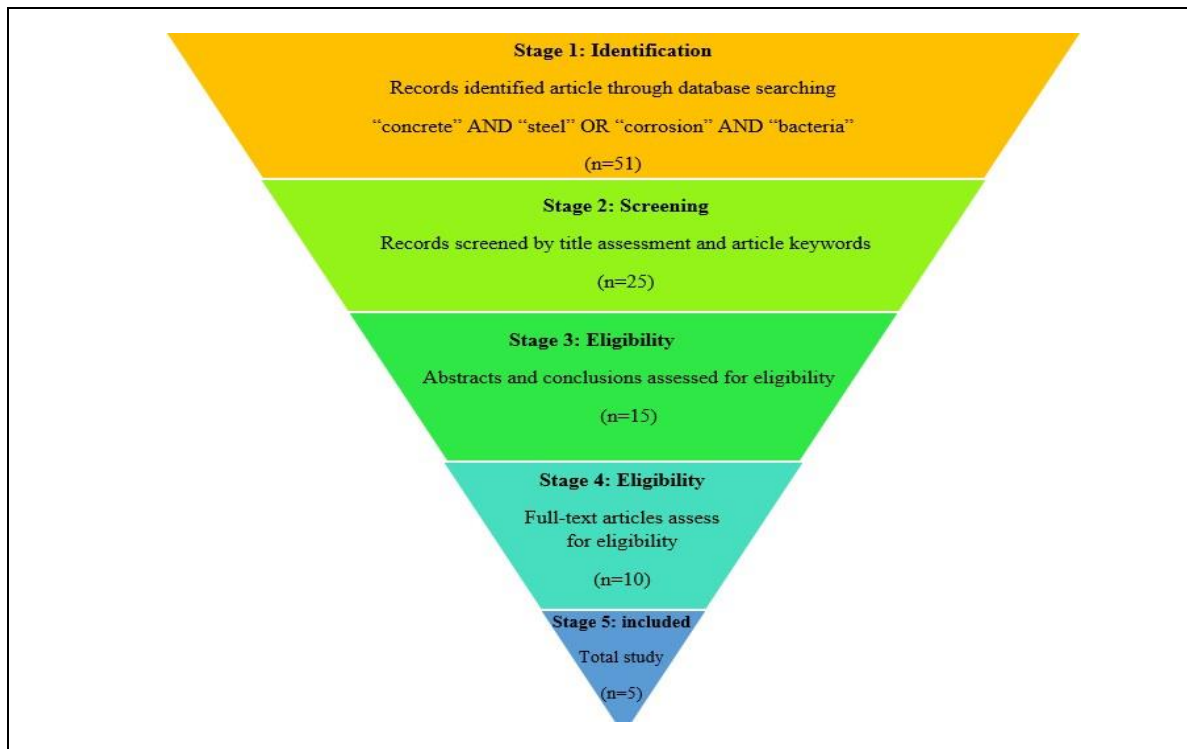 Stage 1: Identification
Records identified article through database searching
“concrete” AND “steel” OR “corrosion” AND “bacteria”
(n=51)
Stage 2: Screening
Records screened by title assessment and article keywords
(n=25)
Stage 3: Eligibility
Abstracts and conclusions assessed for eligibility
(n=15)
Stage 4: Eligibility
Full-text articles assess
for eligibility
(n=10)
Stage 5: included
Total study
(n=5)